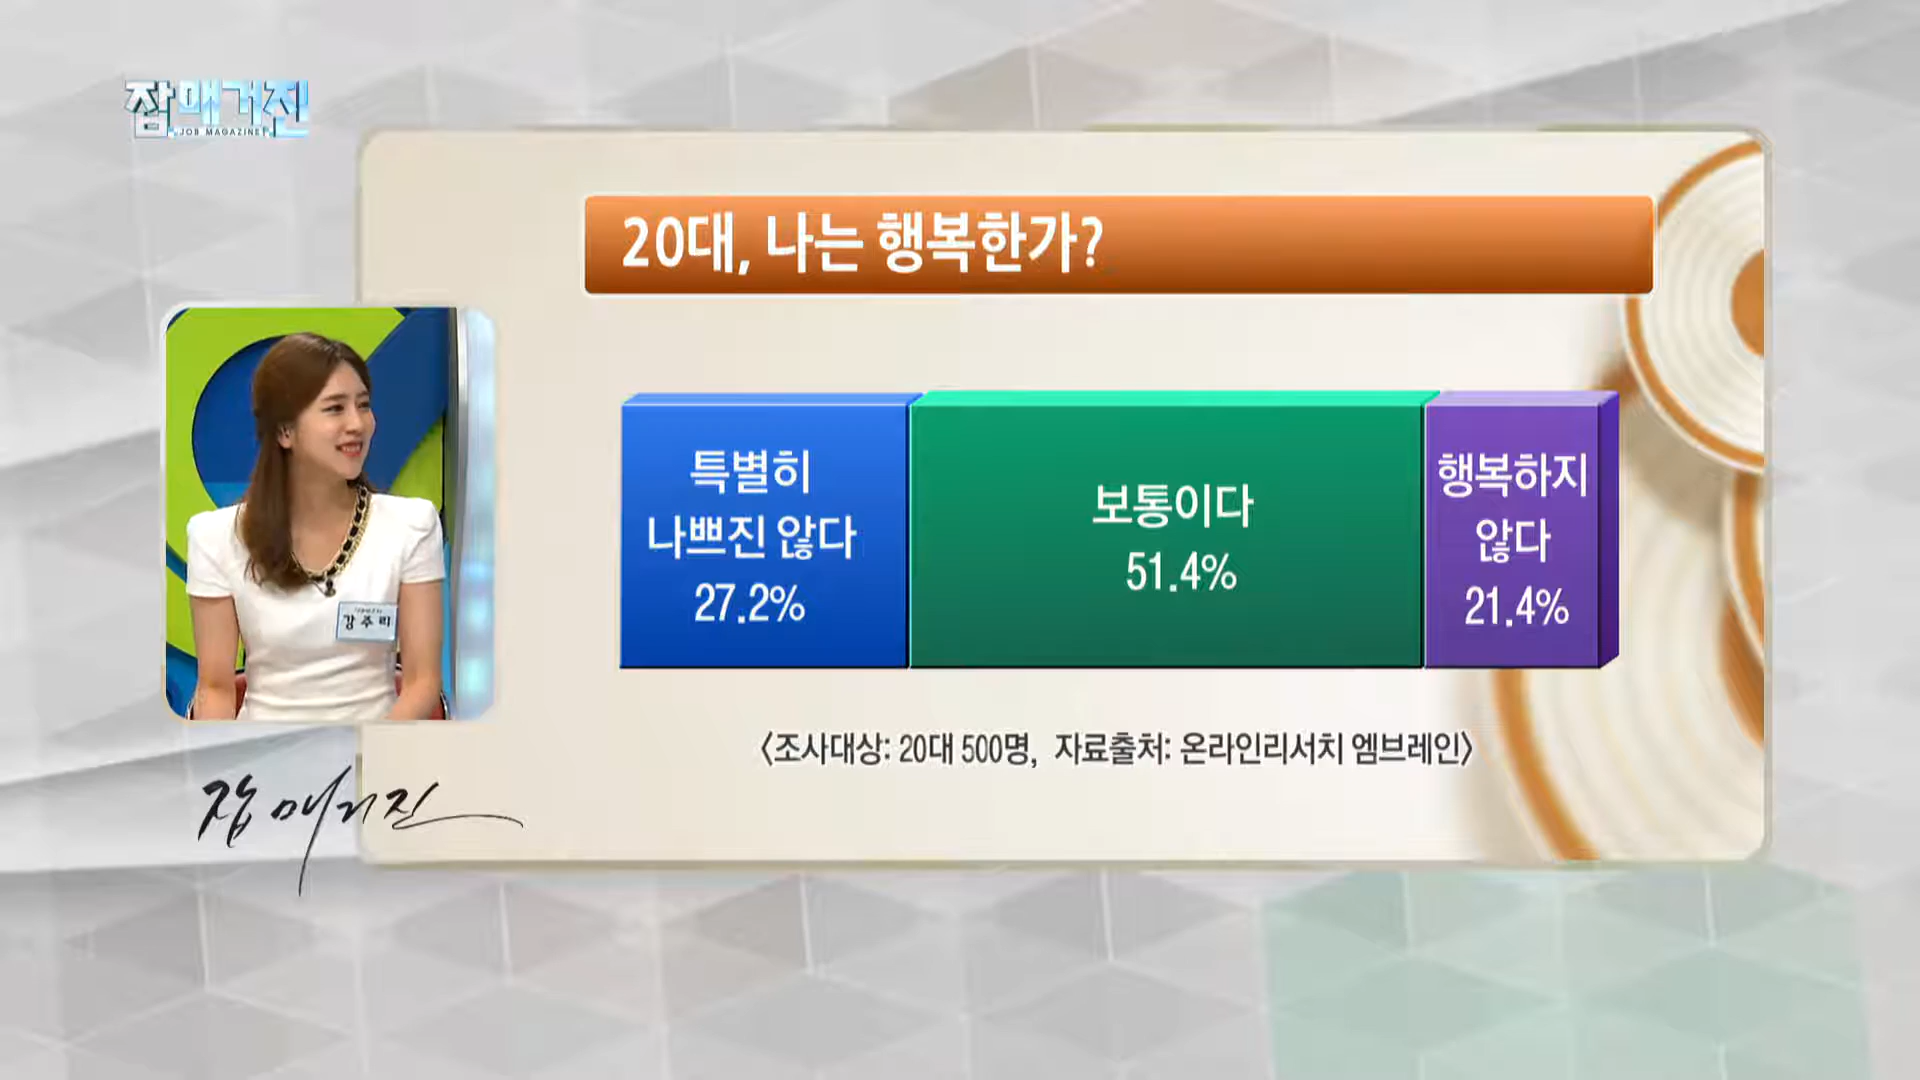 잡매거진
JOB MAGAZINE
20대, 나는 행복한가?
특별히
나쁘진 않다
27.2%
보통이다
51.4%
행복하지
않다
21.4%
강주리
<조사대상: 20대 500명, 자료출처: 온라인리서치 엠브레인>
잡매거진